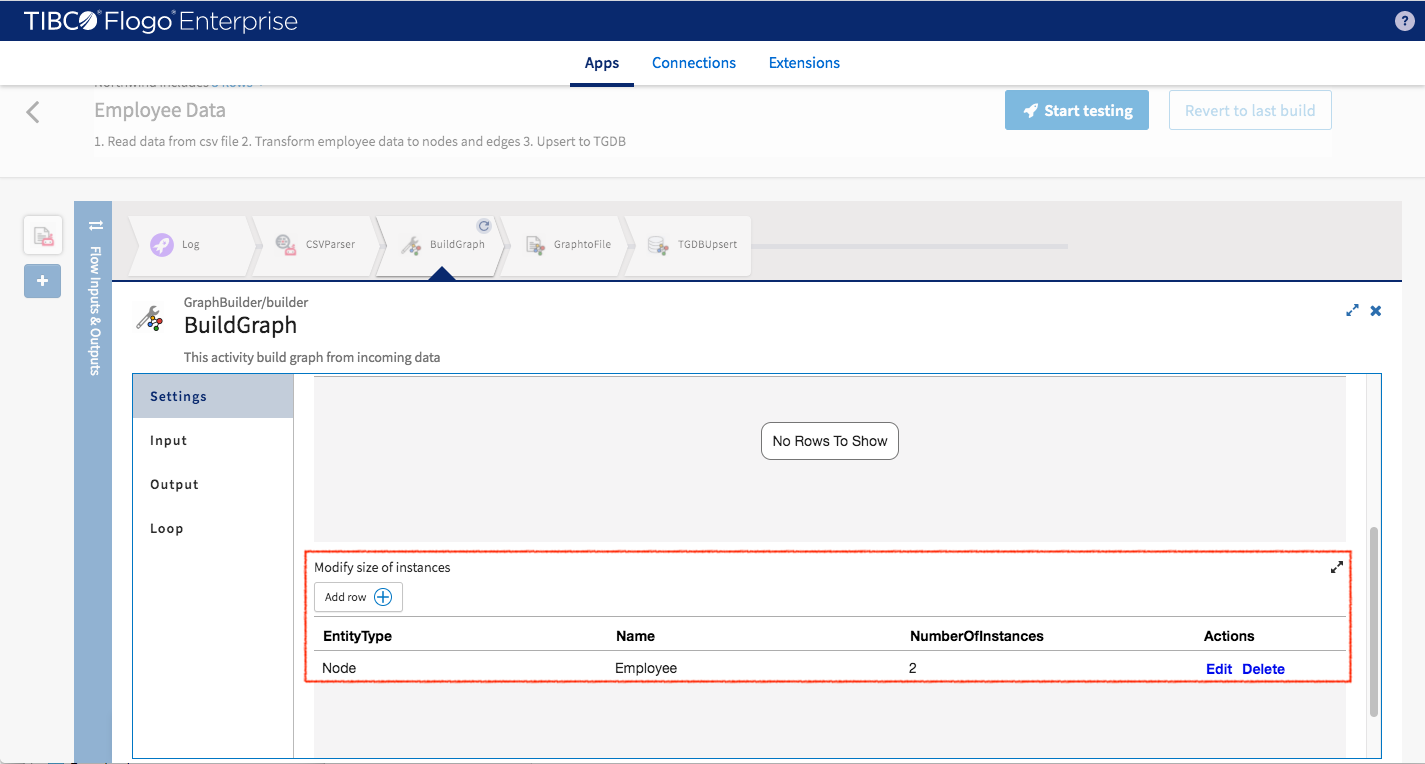 TIBCO Flogo Enterprise
?
Apps Connections Extensions
Employee Data
Start testing
Revert to last build
1. Read data from csv file 2. Transform employee data to nodes and edges 3. Upsert to TGDB
Flow Inputs & Outputs
Log
CSVParser
BuildGraph
GraphtoFile
TGDBUpsert
GraphBuilder/builder
BuildGraph
This activity build graph from incoming data
Settings
Input
Output
Loop
No Rows To Show
Modify size of instances
Add row
EntityType Name NumberOfInstances Actions
Node Employee 2 Edit Delete